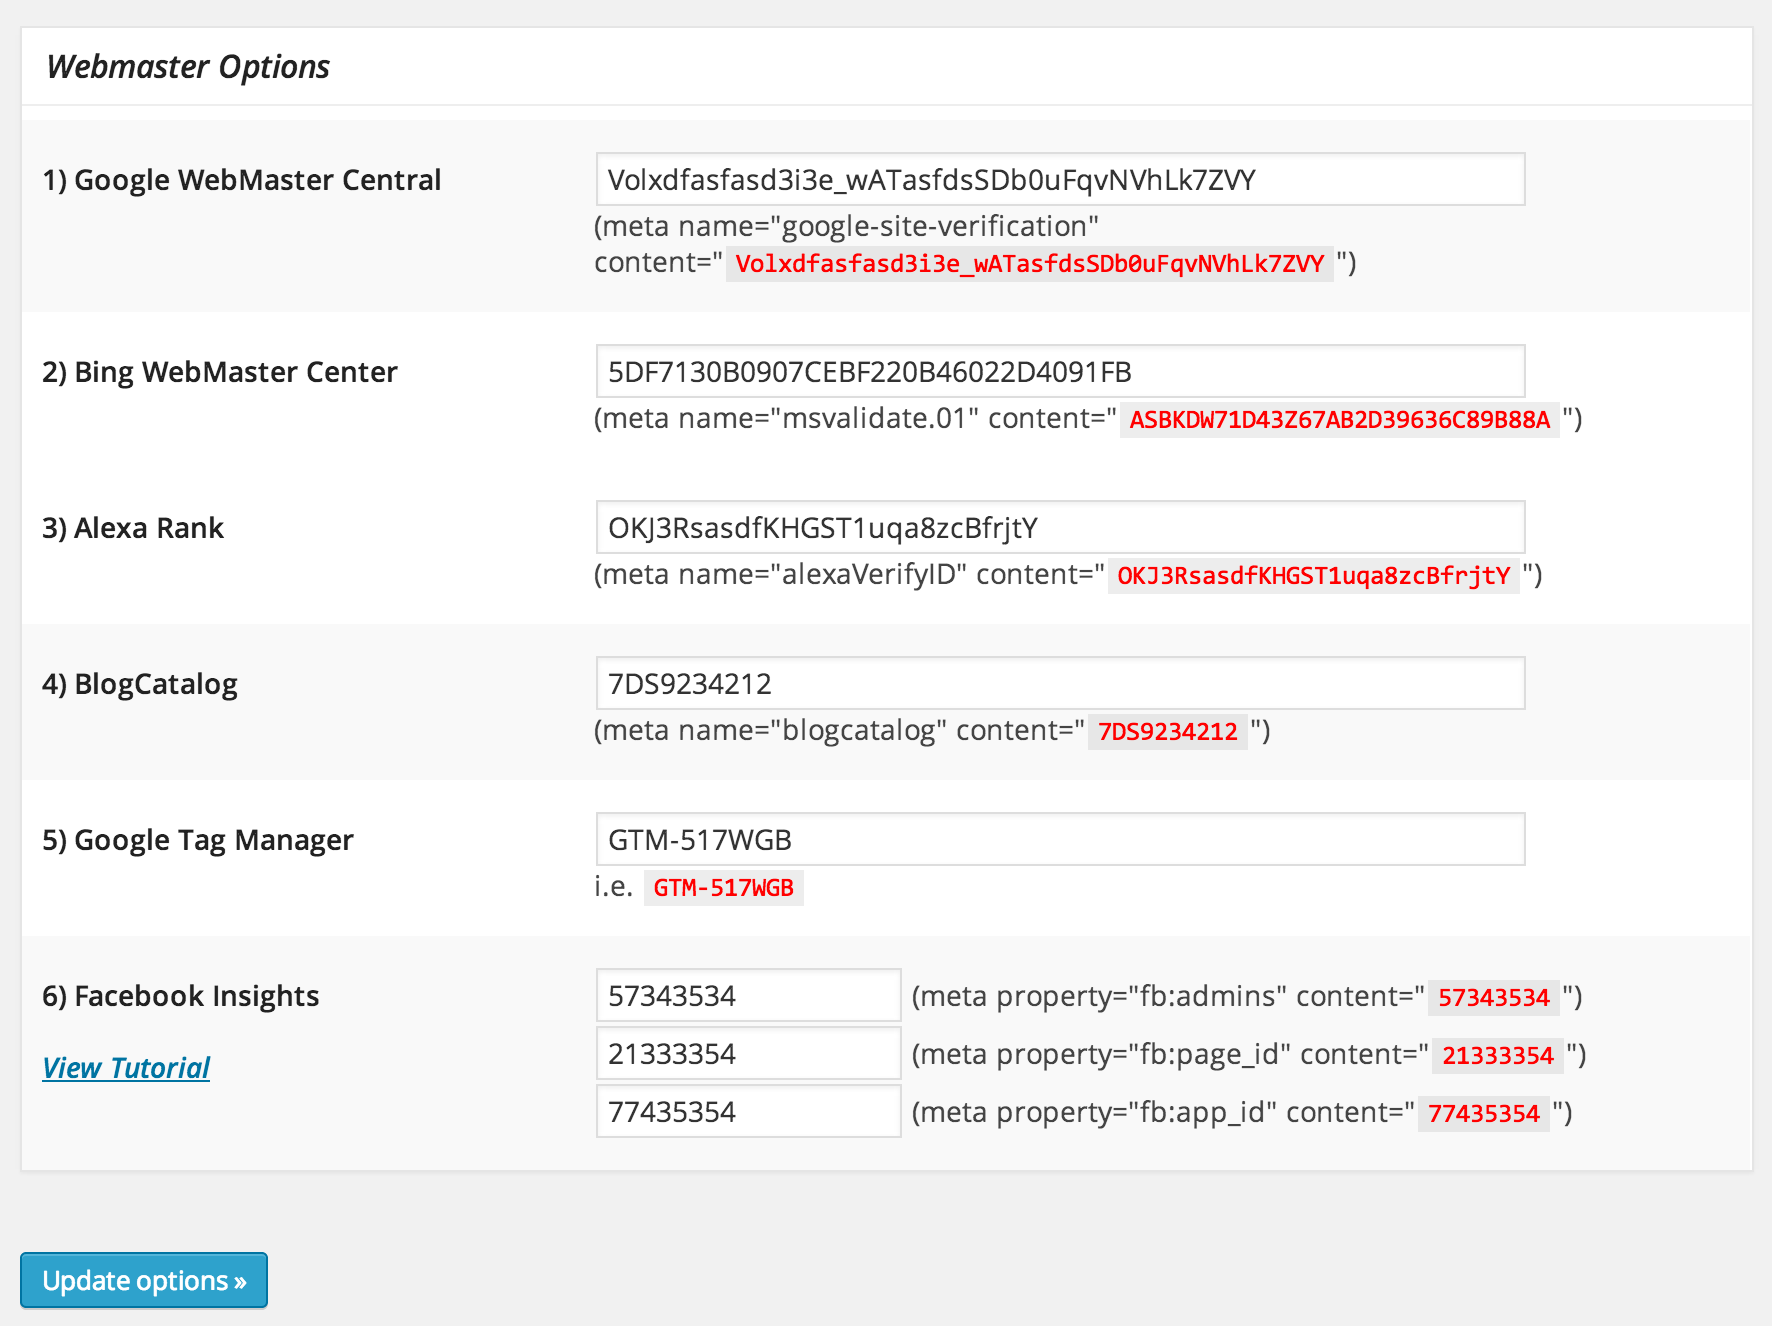 Webmaster Options
1) Google WebMaster Central
Volxdfasfasd3i3e_wATasfdsSDb0uFqvNVhLk7ZVY
(meta name="google-site-verification"
content=" Volxdfasfasd3i3e_wATasfdsSDb0uFqvNVhLk7ZVY ")
2) Bing WebMaster Center
5DF7130B0907CEBF220B46022D4091FB
(meta name="msvalidate.01" content=" ASBKDW71D43Z67AB2D39636C89B88A ")
3) Alexa Rank
OKJ3RsasdfKHGST1uqa8zcBfrjtY
(meta name="alexaVerifyID" content=" OKJ3RsasdfKHGST1uqa8zcBfrjtY ")
4) BlogCatalog
7DS9234212
(meta name="blogcatalog" content=" 7DS9234212 ")
5) Google Tag Manager
GTM-517WGB
i.e. GTM-517WGB
6) Facebook Insights
57343534 (meta property="fb:admins" content=" 57343534 ")
View Tutorial
21333354 (meta property="fb:page_id" content=" 21333354 ")
77435354 (meta property="fb:app_id" content=" 77435354 ")
Update options »